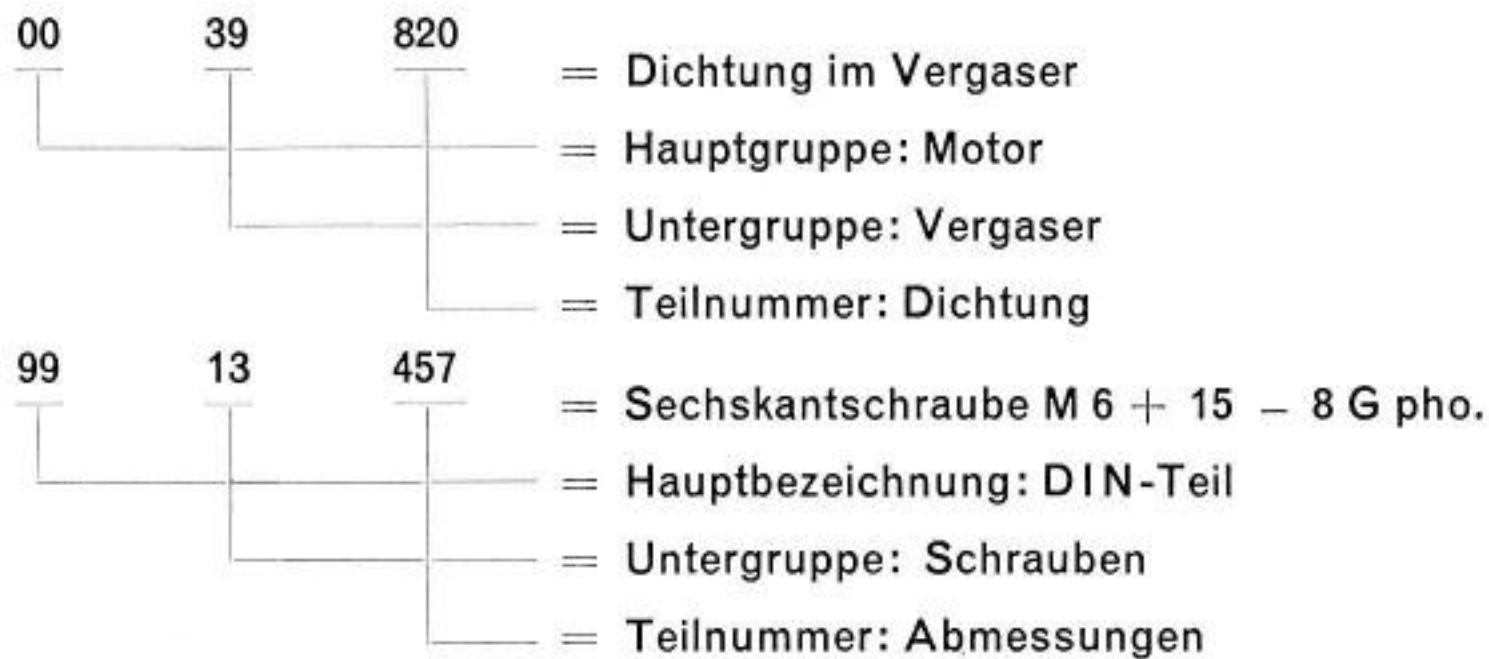 00 39 820
= Dichtung im Vergaser
= Hauptgruppe: Motor
= Untergruppe: Vergaser
= Teilnummer: Dichtung
99 13 457
= Sechskantschraube M 6 + 15 – 8 G pho.
= Hauptbezeichnung: DIN-Teil
= Untergruppe: Schrauben
= Teilnummer: Abmessungen